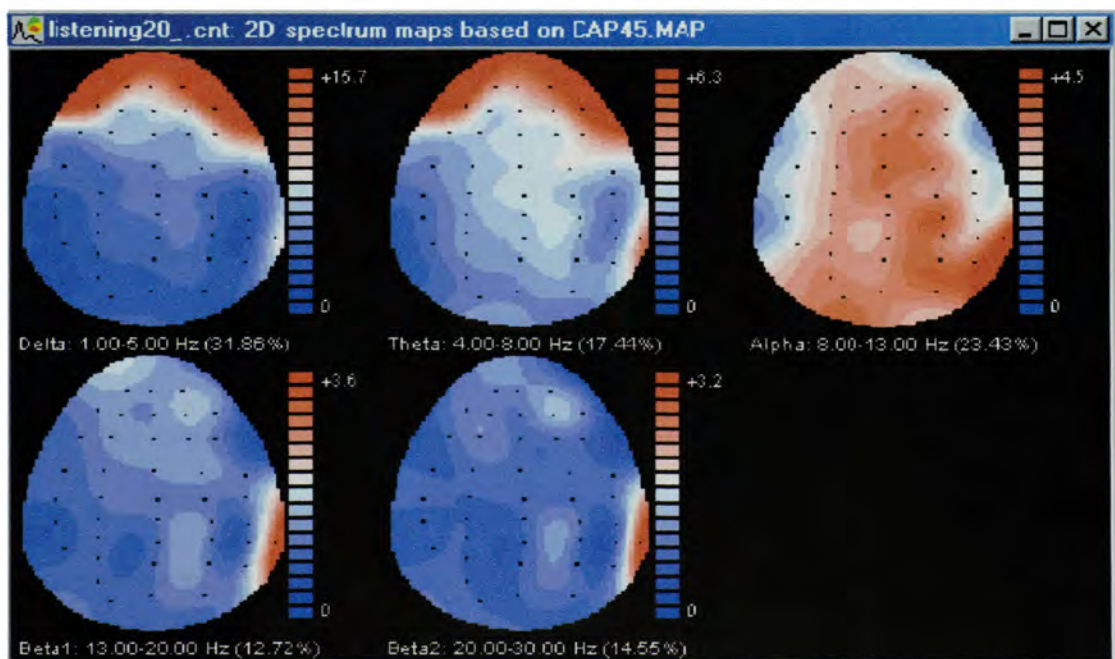 listening20_.cnt: 2D spectrum maps based on CAP45.MAP
+15.7
+6.3
+4.5
0
0
0
Delta: 1.00-5.00 Hz (31.86%)
Theta: 4.00-8.00 Hz (17.44%)
Alpha: 8.00-13.00 Hz (23.43%)
+3.6
+3.2
0
0
Beta1: 13.00-20.00 Hz (12.72%)
Beta2: 20.00-30.00 Hz (14.55%)